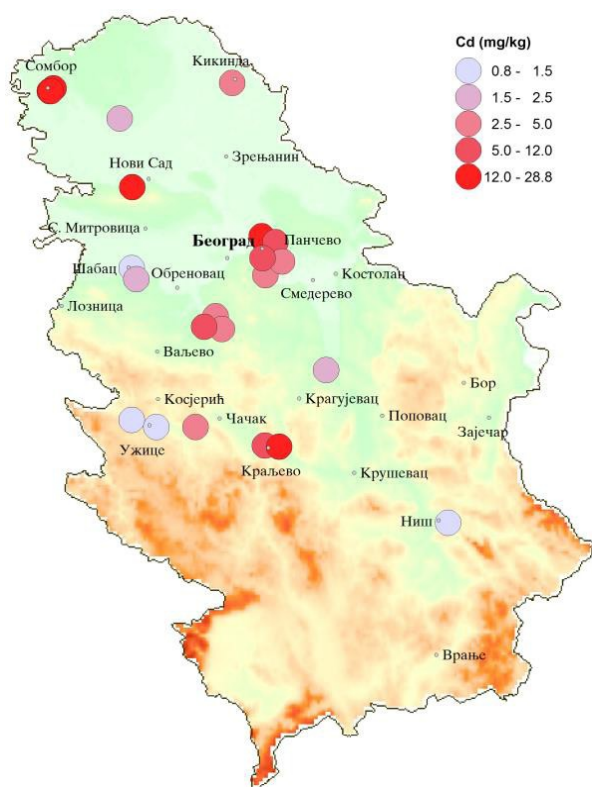 Cd (mg/kg)
0.8 - 1.5
1.5 - 2.5
2.5 - 5.0
5.0 - 12.0
12.0 - 28.8
Сомбор
Кикинда
Зрењанин
Нови Сад
С. Митровица
Београд
Панчево
Шабац
Обреновац
Костолац
Смедерево
Лозница
Ваљево
Бор
Косјерић
Крагујевац
Чачак
Поповац
Зајечар
Ужице
Краљево
Крушевац
Ниш
Врање